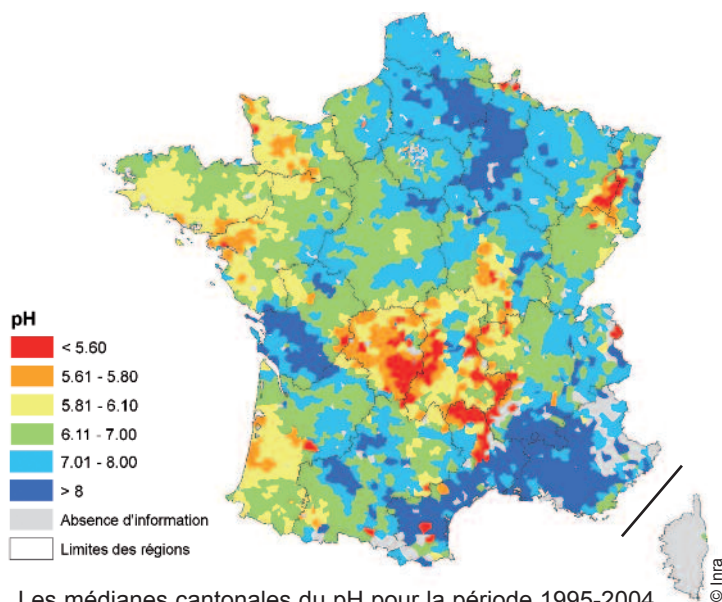 pH
< 5.60
5.61 - 5.80
5.81 - 6.10
6.11 - 7.00
7.01 - 8.00
> 8
Absence d'information
Limites des régions
© Inra
Les médianes cantonales du pH pour la période 1995-2004